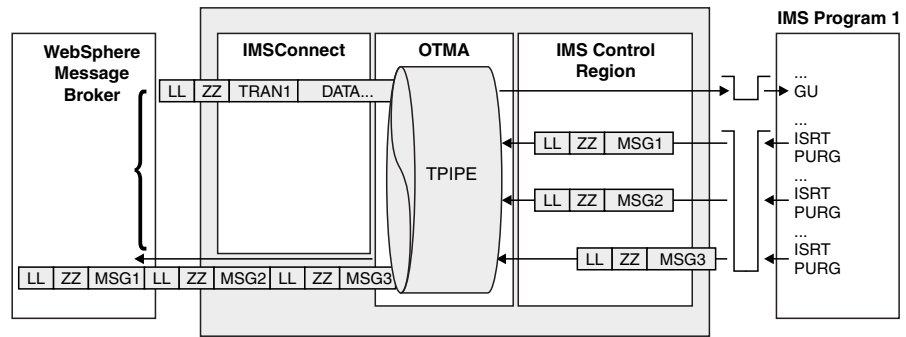 IMS Program 1
WebSphere
Message
Broker
IMSConnect
OTMA
IMS Control
Region
LL ZZ TRAN1 DATA...
...
GU
...
ISRT
PURG
LL ZZ MSG1
TPIPE
...
ISRT
PURG
LL ZZ MSG2
...
ISRT
PURG
LL ZZ MSG3
LL ZZ MSG1 LL ZZ MSG2 LL ZZ MSG3